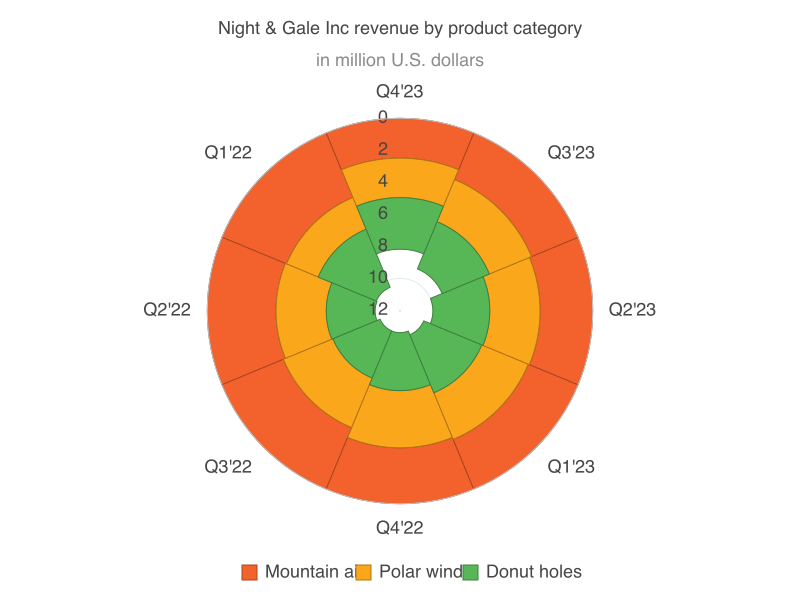 Night & Gale Inc revenue by product category
in million U.S. dollars
Q4'23
0
Q1'22
Q3'23
2
4
6
8
10
Q2'22
12
Q2'23
Q3'22
Q1'23
Q4'22
Mountain ai Polar wind Donut holes